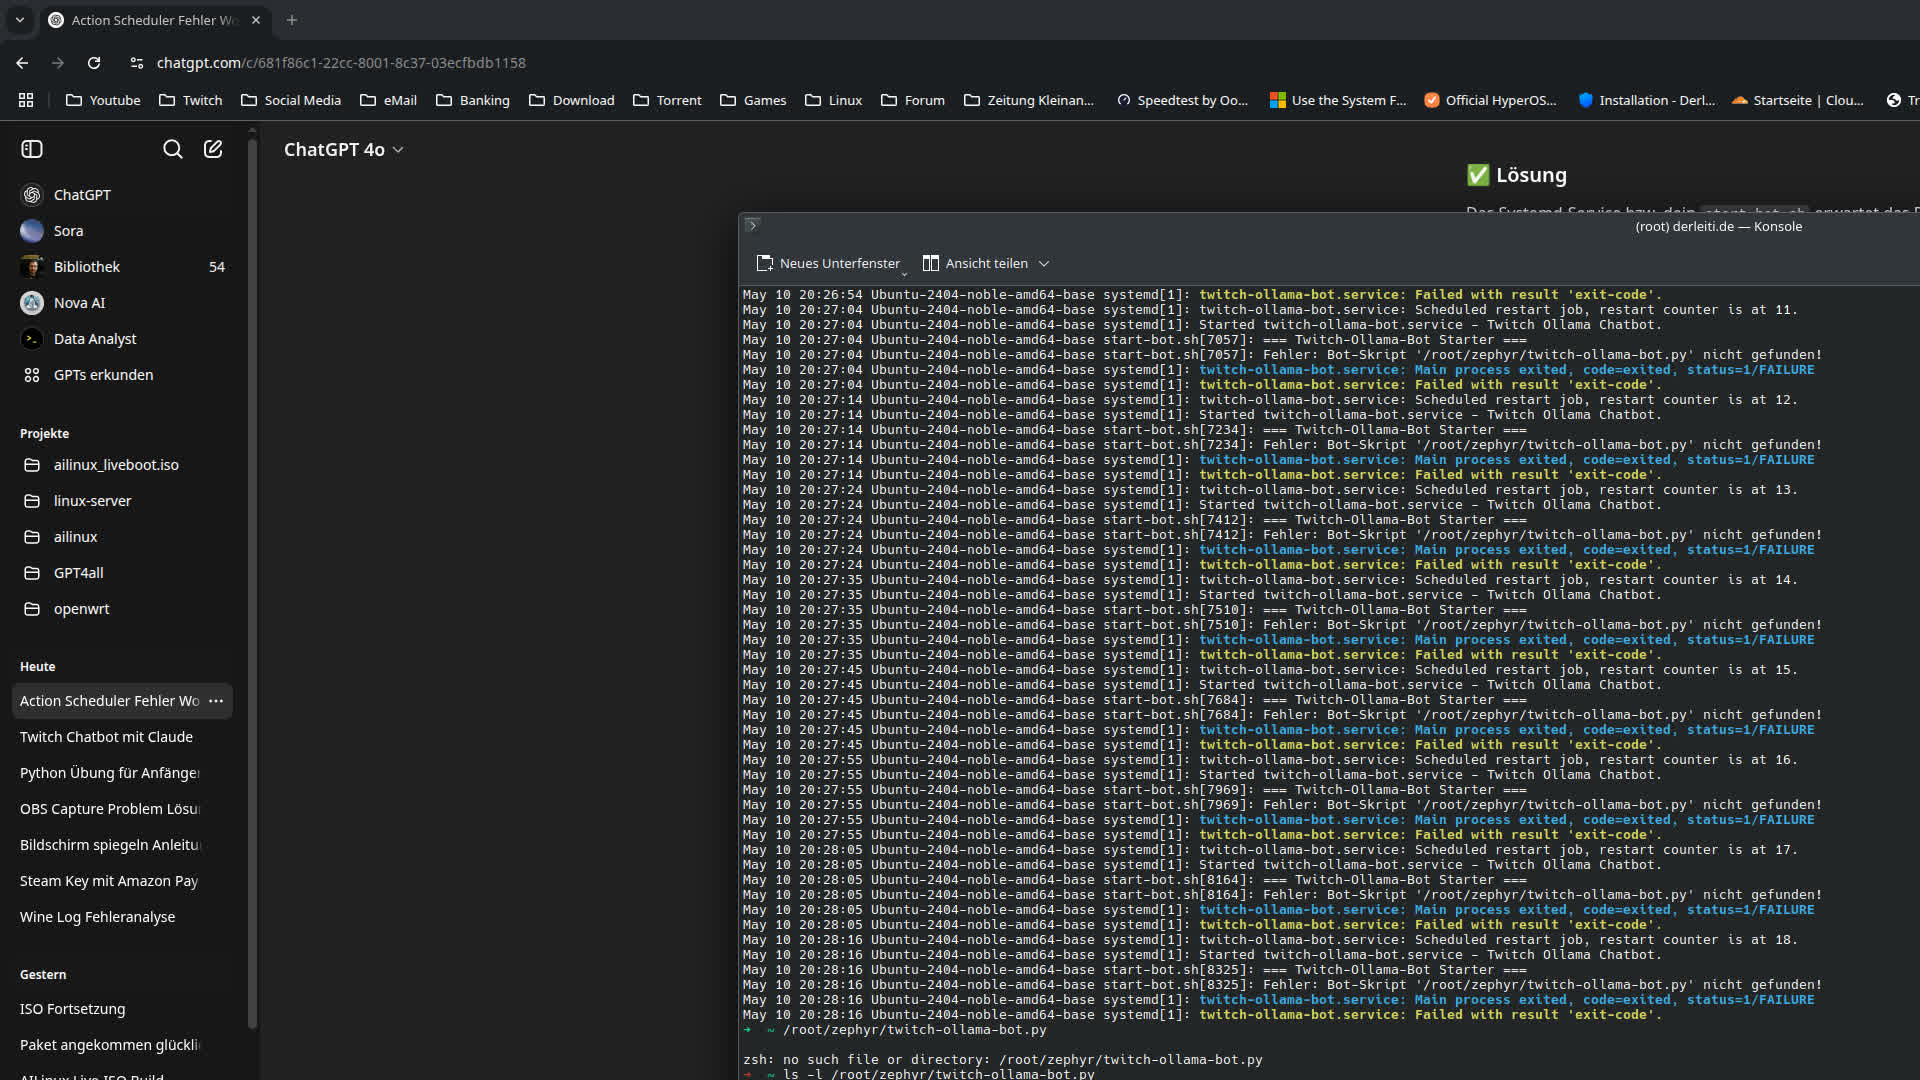 Action Scheduler Fehler Wo
chatgpt.com/c/681f86c1-22cc-8001-8c37-03ecfbdb1158
Youtube
Twitch
Social Media
eMail
Banking
Download
Torrent
Games
Linux
Forum
Zeitung Kleinan...
Speedtest by Oo...
Use the System F...
Official HyperOS...
Installation - Derl...
Startseite | Clou...
Tr
ChatGPT 4o
ChatGPT
Sora
Bibliothek 54
Nova AI
Data Analyst
GPTs erkunden
Projekte
ailinux_liveboot.iso
linux-server
ailinux
GPT4all
openwrt
Heute
Action Scheduler Fehler Wo
Twitch Chatbot mit Claude
Python Übung für Anfänger
OBS Capture Problem Lösu
Bildschirm spiegeln Anleitu
Steam Key mit Amazon Pay
Wine Log Fehleranalyse
Gestern
ISO Fortsetzung
Paket angekommen glückli
AILinux Live ISO Build
✅ Lösung
Das Systemd-Service bzw. dein start-bot.sh erwartet das
(root) derleiti.de — Konsole
Neues Unterfenster
Ansicht teilen
May 10 20:26:54 Ubuntu-2404-noble-amd64-base systemd[1]: twitch-ollama-bot.service: Failed with result 'exit-code'.
May 10 20:27:04 Ubuntu-2404-noble-amd64-base systemd[1]: twitch-ollama-bot.service: Scheduled restart job, restart counter is at 11.
May 10 20:27:04 Ubuntu-2404-noble-amd64-base systemd[1]: Started twitch-ollama-bot.service - Twitch Ollama Chatbot.
May 10 20:27:04 Ubuntu-2404-noble-amd64-base start-bot.sh[7057]: === Twitch-Ollama-Bot Starter ===
May 10 20:27:04 Ubuntu-2404-noble-amd64-base start-bot.sh[7057]: Fehler: Bot-Skript '/root/zephyr/twitch-ollama-bot.py' nicht gefunden!
May 10 20:27:04 Ubuntu-2404-noble-amd64-base systemd[1]: twitch-ollama-bot.service: Main process exited, code=exited, status=1/FAILURE
May 10 20:27:04 Ubuntu-2404-noble-amd64-base systemd[1]: twitch-ollama-bot.service: Failed with result 'exit-code'.
May 10 20:27:14 Ubuntu-2404-noble-amd64-base systemd[1]: twitch-ollama-bot.service: Scheduled restart job, restart counter is at 12.
May 10 20:27:14 Ubuntu-2404-noble-amd64-base systemd[1]: Started twitch-ollama-bot.service - Twitch Ollama Chatbot.
May 10 20:27:14 Ubuntu-2404-noble-amd64-base start-bot.sh[7234]: === Twitch-Ollama-Bot Starter ===
May 10 20:27:14 Ubuntu-2404-noble-amd64-base start-bot.sh[7234]: Fehler: Bot-Skript '/root/zephyr/twitch-ollama-bot.py' nicht gefunden!
May 10 20:27:14 Ubuntu-2404-noble-amd64-base systemd[1]: twitch-ollama-bot.service: Main process exited, code=exited, status=1/FAILURE
May 10 20:27:14 Ubuntu-2404-noble-amd64-base systemd[1]: twitch-ollama-bot.service: Failed with result 'exit-code'.
May 10 20:27:24 Ubuntu-2404-noble-amd64-base systemd[1]: twitch-ollama-bot.service: Scheduled restart job, restart counter is at 13.
May 10 20:27:24 Ubuntu-2404-noble-amd64-base systemd[1]: Started twitch-ollama-bot.service - Twitch Ollama Chatbot.
May 10 20:27:24 Ubuntu-2404-noble-amd64-base start-bot.sh[7412]: === Twitch-Ollama-Bot Starter ===
May 10 20:27:24 Ubuntu-2404-noble-amd64-base start-bot.sh[7412]: Fehler: Bot-Skript '/root/zephyr/twitch-ollama-bot.py' nicht gefunden!
May 10 20:27:24 Ubuntu-2404-noble-amd64-base systemd[1]: twitch-ollama-bot.service: Main process exited, code=exited, status=1/FAILURE
May 10 20:27:24 Ubuntu-2404-noble-amd64-base systemd[1]: twitch-ollama-bot.service: Failed with result 'exit-code'.
May 10 20:27:35 Ubuntu-2404-noble-amd64-base systemd[1]: twitch-ollama-bot.service: Scheduled restart job, restart counter is at 14.
May 10 20:27:35 Ubuntu-2404-noble-amd64-base systemd[1]: Started twitch-ollama-bot.service - Twitch Ollama Chatbot.
May 10 20:27:35 Ubuntu-2404-noble-amd64-base start-bot.sh[7510]: === Twitch-Ollama-Bot Starter ===
May 10 20:27:35 Ubuntu-2404-noble-amd64-base start-bot.sh[7510]: Fehler: Bot-Skript '/root/zephyr/twitch-ollama-bot.py' nicht gefunden!
May 10 20:27:35 Ubuntu-2404-noble-amd64-base systemd[1]: twitch-ollama-bot.service: Main process exited, code=exited, status=1/FAILURE
May 10 20:27:35 Ubuntu-2404-noble-amd64-base systemd[1]: twitch-ollama-bot.service: Failed with result 'exit-code'.
May 10 20:27:45 Ubuntu-2404-noble-amd64-base systemd[1]: twitch-ollama-bot.service: Scheduled restart job, restart counter is at 15.
May 10 20:27:45 Ubuntu-2404-noble-amd64-base systemd[1]: Started twitch-ollama-bot.service - Twitch Ollama Chatbot.
May 10 20:27:45 Ubuntu-2404-noble-amd64-base start-bot.sh[7684]: === Twitch-Ollama-Bot Starter ===
May 10 20:27:45 Ubuntu-2404-noble-amd64-base start-bot.sh[7684]: Fehler: Bot-Skript '/root/zephyr/twitch-ollama-bot.py' nicht gefunden!
May 10 20:27:45 Ubuntu-2404-noble-amd64-base systemd[1]: twitch-ollama-bot.service: Main process exited, code=exited, status=1/FAILURE
May 10 20:27:45 Ubuntu-2404-noble-amd64-base systemd[1]: twitch-ollama-bot.service: Failed with result 'exit-code'.
May 10 20:27:55 Ubuntu-2404-noble-amd64-base systemd[1]: twitch-ollama-bot.service: Scheduled restart job, restart counter is at 16.
May 10 20:27:55 Ubuntu-2404-noble-amd64-base systemd[1]: Started twitch-ollama-bot.service - Twitch Ollama Chatbot.
May 10 20:27:55 Ubuntu-2404-noble-amd64-base start-bot.sh[7969]: === Twitch-Ollama-Bot Starter ===
May 10 20:27:55 Ubuntu-2404-noble-amd64-base start-bot.sh[7969]: Fehler: Bot-Skript '/root/zephyr/twitch-ollama-bot.py' nicht gefunden!
May 10 20:27:55 Ubuntu-2404-noble-amd64-base systemd[1]: twitch-ollama-bot.service: Main process exited, code=exited, status=1/FAILURE
May 10 20:27:55 Ubuntu-2404-noble-amd64-base systemd[1]: twitch-ollama-bot.service: Failed with result 'exit-code'.
May 10 20:28:05 Ubuntu-2404-noble-amd64-base systemd[1]: twitch-ollama-bot.service: Scheduled restart job, restart counter is at 17.
May 10 20:28:05 Ubuntu-2404-noble-amd64-base systemd[1]: Started twitch-ollama-bot.service - Twitch Ollama Chatbot.
May 10 20:28:05 Ubuntu-2404-noble-amd64-base start-bot.sh[8164]: === Twitch-Ollama-Bot Starter ===
May 10 20:28:05 Ubuntu-2404-noble-amd64-base start-bot.sh[8164]: Fehler: Bot-Skript '/root/zephyr/twitch-ollama-bot.py' nicht gefunden!
May 10 20:28:05 Ubuntu-2404-noble-amd64-base systemd[1]: twitch-ollama-bot.service: Main process exited, code=exited, status=1/FAILURE
May 10 20:28:05 Ubuntu-2404-noble-amd64-base systemd[1]: twitch-ollama-bot.service: Failed with result 'exit-code'.
May 10 20:28:16 Ubuntu-2404-noble-amd64-base systemd[1]: twitch-ollama-bot.service: Scheduled restart job, restart counter is at 18.
May 10 20:28:16 Ubuntu-2404-noble-amd64-base systemd[1]: Started twitch-ollama-bot.service - Twitch Ollama Chatbot.
May 10 20:28:16 Ubuntu-2404-noble-amd64-base start-bot.sh[8325]: === Twitch-Ollama-Bot Starter ===
May 10 20:28:16 Ubuntu-2404-noble-amd64-base start-bot.sh[8325]: Fehler: Bot-Skript '/root/zephyr/twitch-ollama-bot.py' nicht gefunden!
May 10 20:28:16 Ubuntu-2404-noble-amd64-base systemd[1]: twitch-ollama-bot.service: Main process exited, code=exited, status=1/FAILURE
May 10 20:28:16 Ubuntu-2404-noble-amd64-base systemd[1]: twitch-ollama-bot.service: Failed with result 'exit-code'.
➜ ~ /root/zephyr/twitch-ollama-bot.py
zsh: no such file or directory: /root/zephyr/twitch-ollama-bot.py
➜ ~ ls -l /root/zephyr/twitch-ollama-bot.py